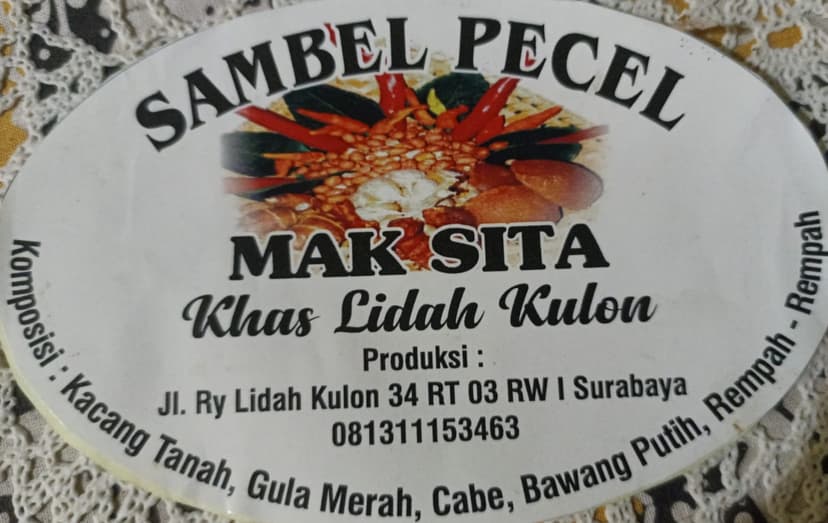 SAMBEL PECEL
MAK SITA
Khas Lidah Kulon
Produksi :
Jl. Ry Lidah Kulon 34 RT 03 RW I Surabaya
081311153463
Komposisi : Kacang Tanah, Gula Merah, Cabe, Bawang Putih, Rempah - Rempah